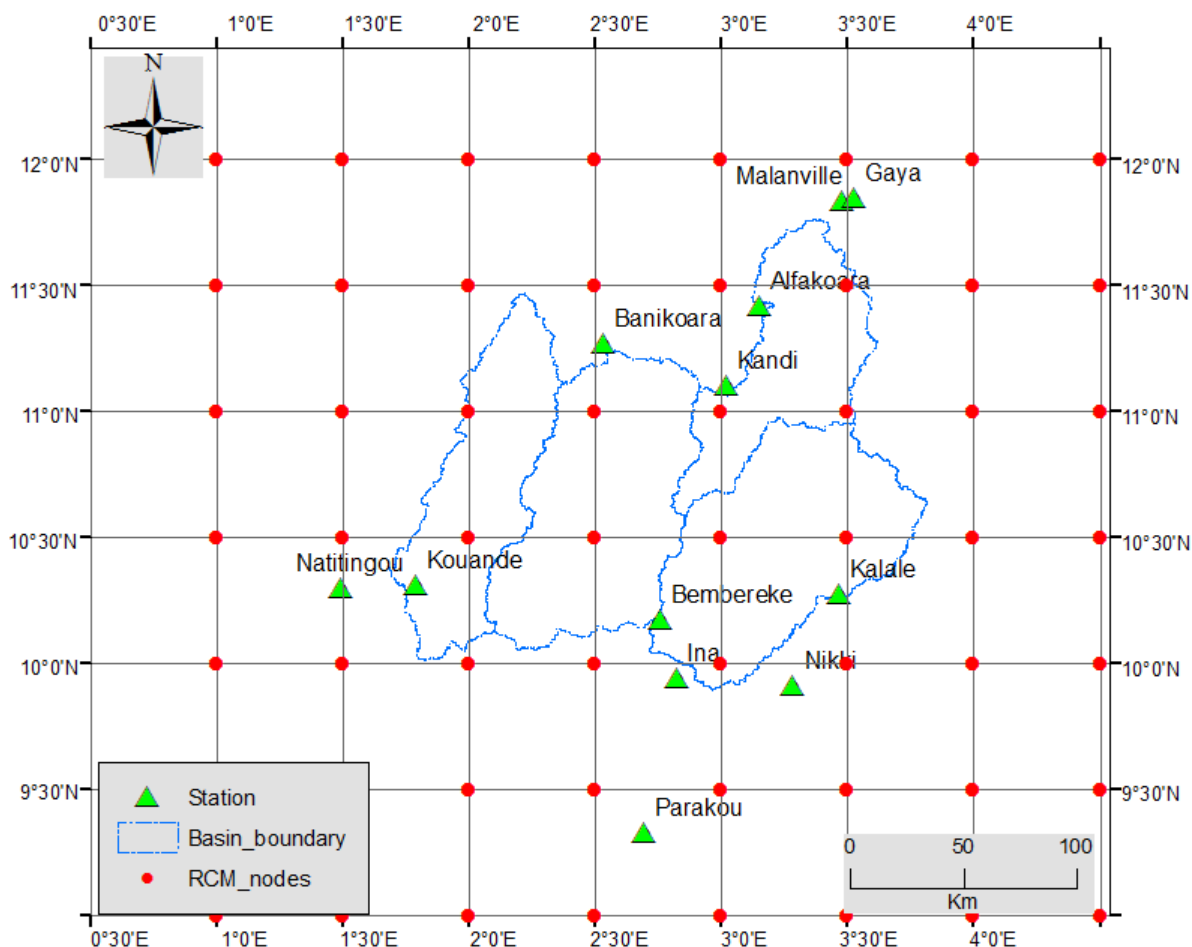 0°30'E 1°0'E 1°30'E 2°0'E 2°30'E 3°0'E 3°30'E 4°0'E
N
12°0'N 12°0'N
Malanville Gaya
11°30'N Alfakoara 11°30'N
Banikoara
Kandi
11°0'N 11°0'N
10°30'N 10°30'N
Natitingou Kouande Kalale
Bembereke
10°0'N Ina Nikki 10°0'N
9°30'N 9°30'N
Station
Parakou
Basin_boundary
0 50 100
RCM_nodes
Km
0°30'E 1°0'E 1°30'E 2°0'E 2°30'E 3°0'E 3°30'E 4°0'E